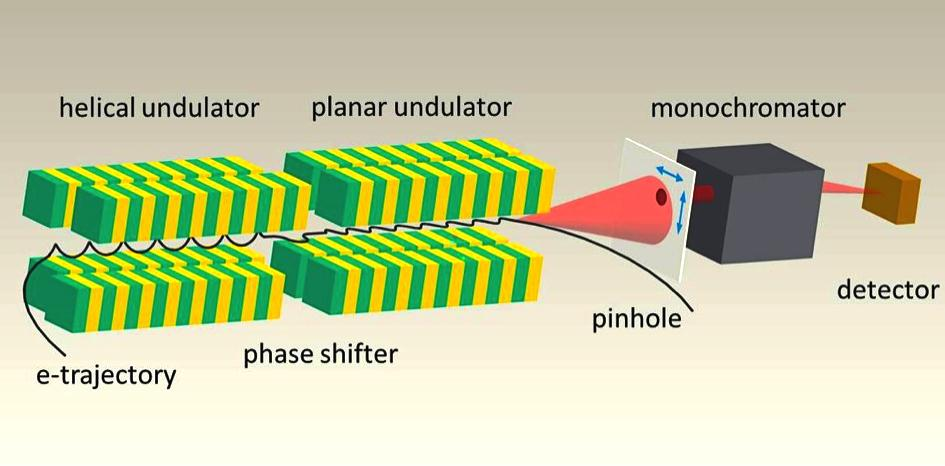 helical undulator
planar undulator
monochromator
detector
pinhole
phase shifter
e-trajectory